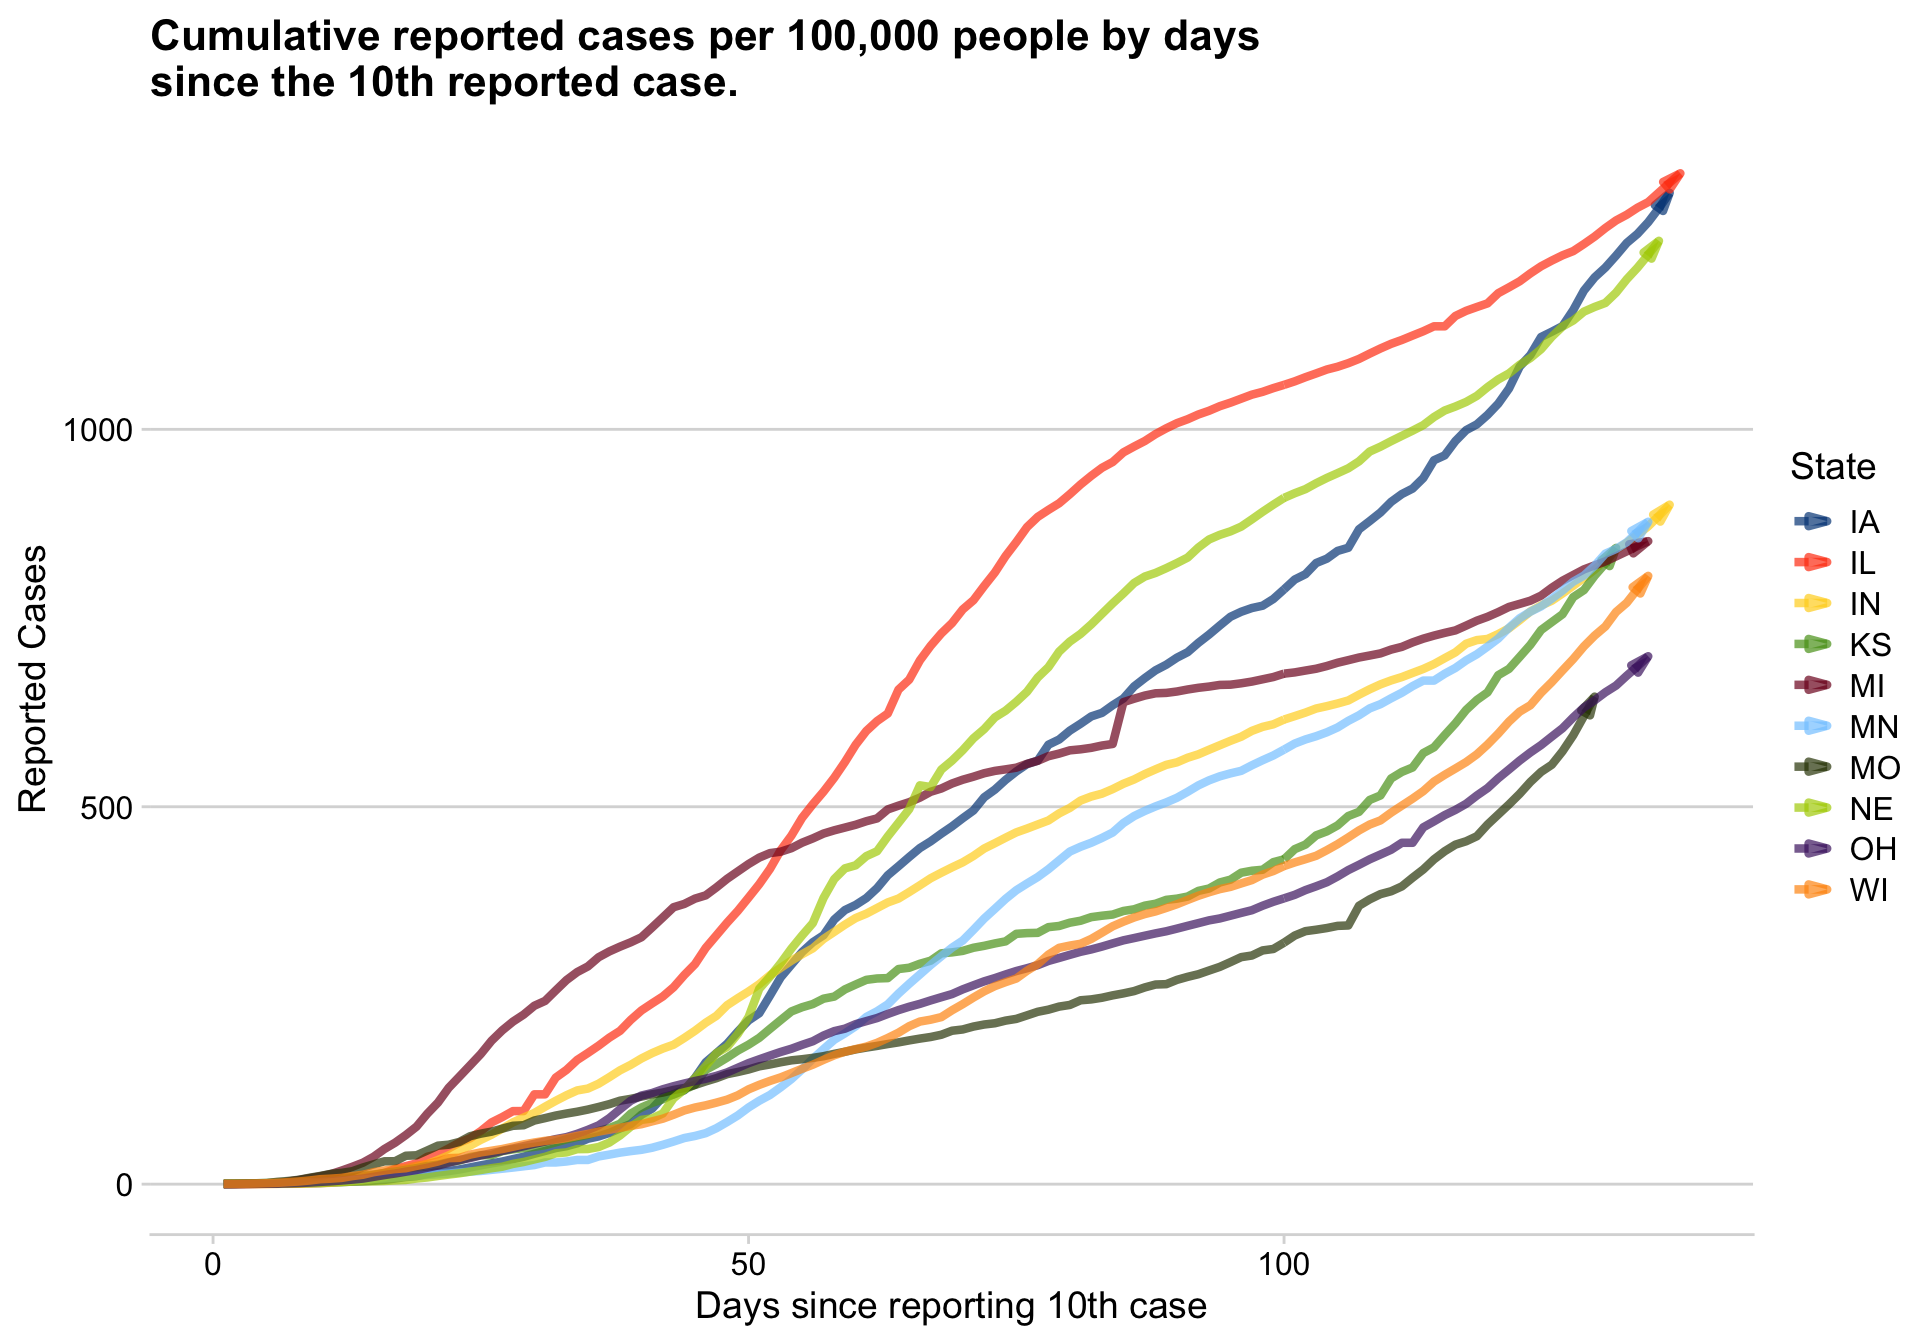 Cumulative reported cases per 100,000 people by days
since the 10th reported case.
Reported Cases
1000
500
0
0
50
100
Days since reporting 10th case
State
IA
IL
IN
KS
MI
MN
MO
NE
OH
WI